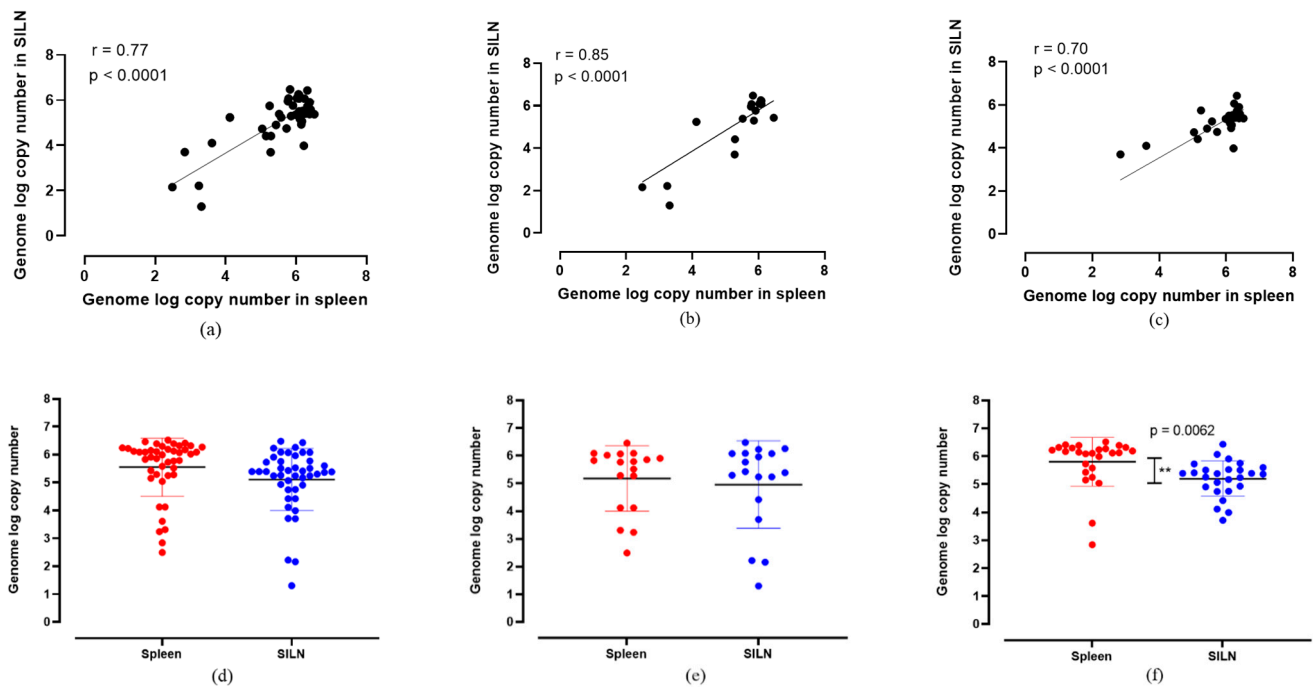 Genome log copy number in SILN
r = 0.77
p < 0.0001
8
6
4
2
0
0 2 4 6 8
Genome log copy number in spleen
(a)
Genome log copy number in SILN
r = 0.85
p < 0.0001
8
6
4
2
0
0 2 4 6 8
Genome log copy number in spleen
(b)
Genome log copy number in SILN
r = 0.70
p < 0.0001
8
6
4
2
0
0 2 4 6 8
Genome log copy number in spleen
(c)
Genome log copy number
8
7
6
5
4
3
2
1
0
Spleen SILN
(d)
Genome log copy number
8
7
6
5
4
3
2
1
0
Spleen SILN
(e)
Genome log copy number
8
7
6
5
4
3
2
1
0
p = 0.0062
**
Spleen SILN
(f)